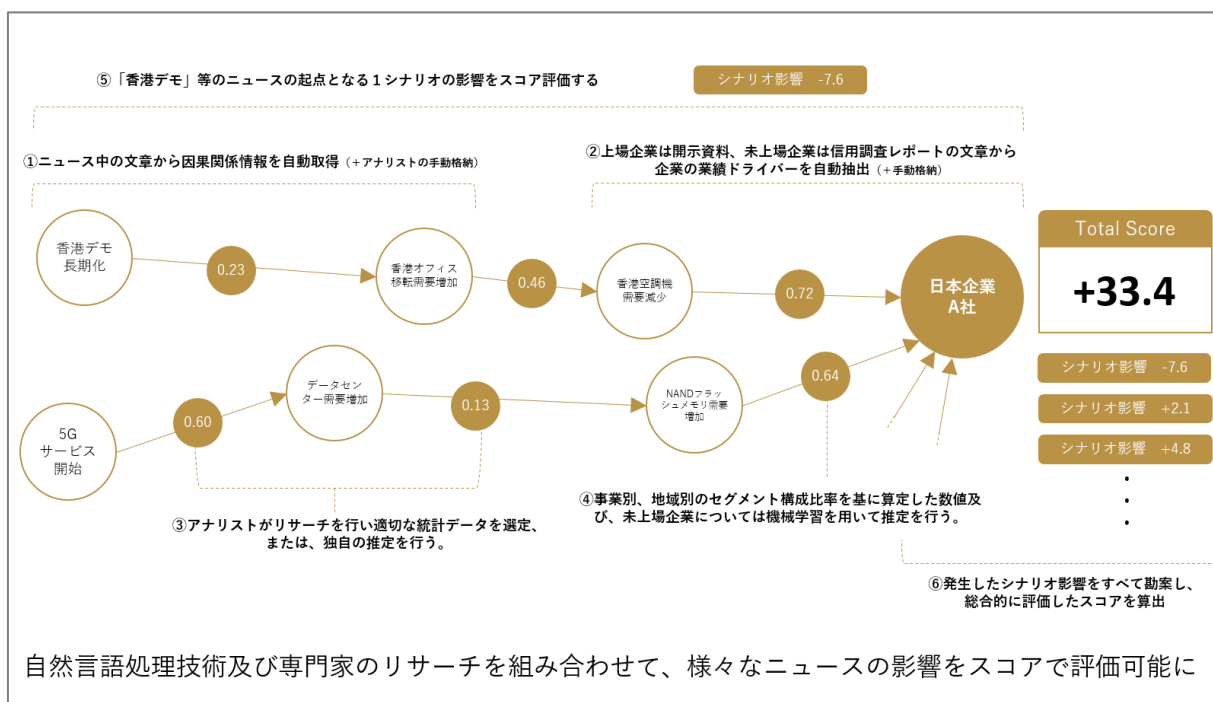 ⑤「香港デモ」等のニュースの起点となる１シナリオの影響をスコア評価する
シナリオ影響 -7.6
①ニュース中の文章から因果関係情報を自動取得（+アナリストの手動格納）
②上場企業は開示資料、未上場企業は信用調査レポートの文章から
企業の業績ドライバーを自動抽出（+手動格納）
香港デモ
長期化
0.23
香港オフィス
移転需要増加
0.46
香港空調機
需要減少
0.72
日本企業
A社
Total Score
+33.4
シナリオ影響 -7.6
シナリオ影響 +2.1
シナリオ影響 +4.8
・
・
・
5G
サービス
開始
0.60
データセン
ター需要増加
0.13
NANDフラッ
シュメモリ需要
増加
0.64
③アナリストがリサーチを行い適切な統計データを選定、
または、独自の推定を行う。
④事業別、地域別のセグメント構成比率を基に算定した数値及
び、未上場企業については機械学習を用いて推定を行う。
⑥発生したシナリオ影響をすべて勘案し、
総合的に評価したスコアを算出
自然言語処理技術及び専門家のリサーチを組み合わせて、様々なニュースの影響をスコアで評価可能に